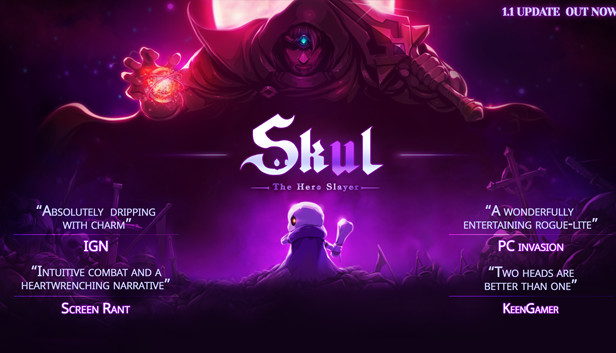 1.1 UPDATE OUT NOW
Skul
The Hero Slayer
“ABSOLUTELY DRIPPING
WITH CHARM”
IGN
“INTUITIVE COMBAT AND A
HEARTWRENCHING NARRATIVE”
SCREEN RANT
“A WONDERFULLY
ENTERTAINING ROGUE-LITE”
PC INVASION
“TWO HEADS ARE
BETTER THAN ONE”
KEENGAMER